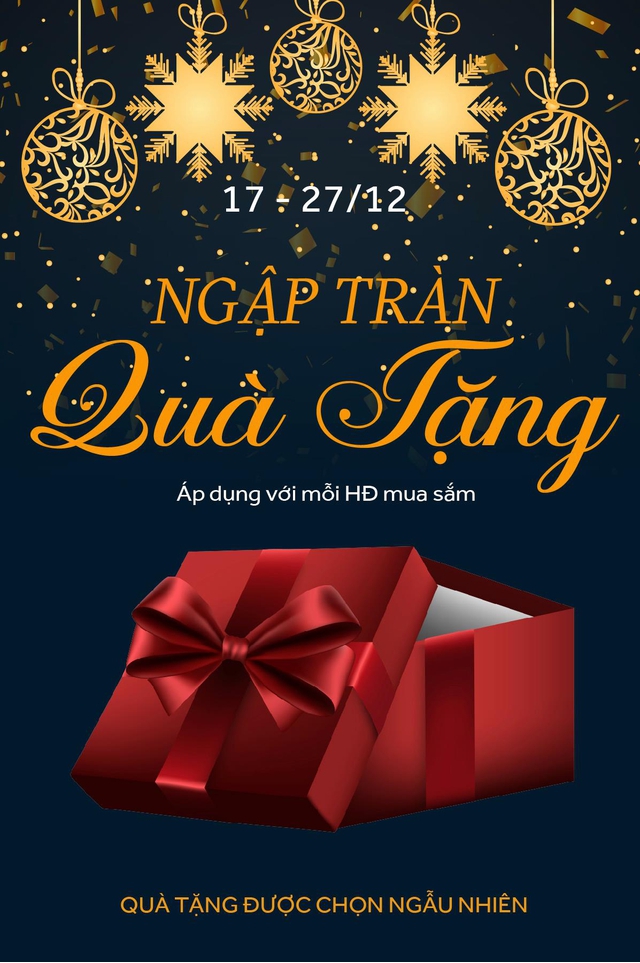 17 - 27/12
NGẬP TRÀN
Quà Tặng
Áp dụng với mỗi HĐ mua sắm
QUÀ TẶNG ĐƯỢC CHỌN NGẪU NHIÊN